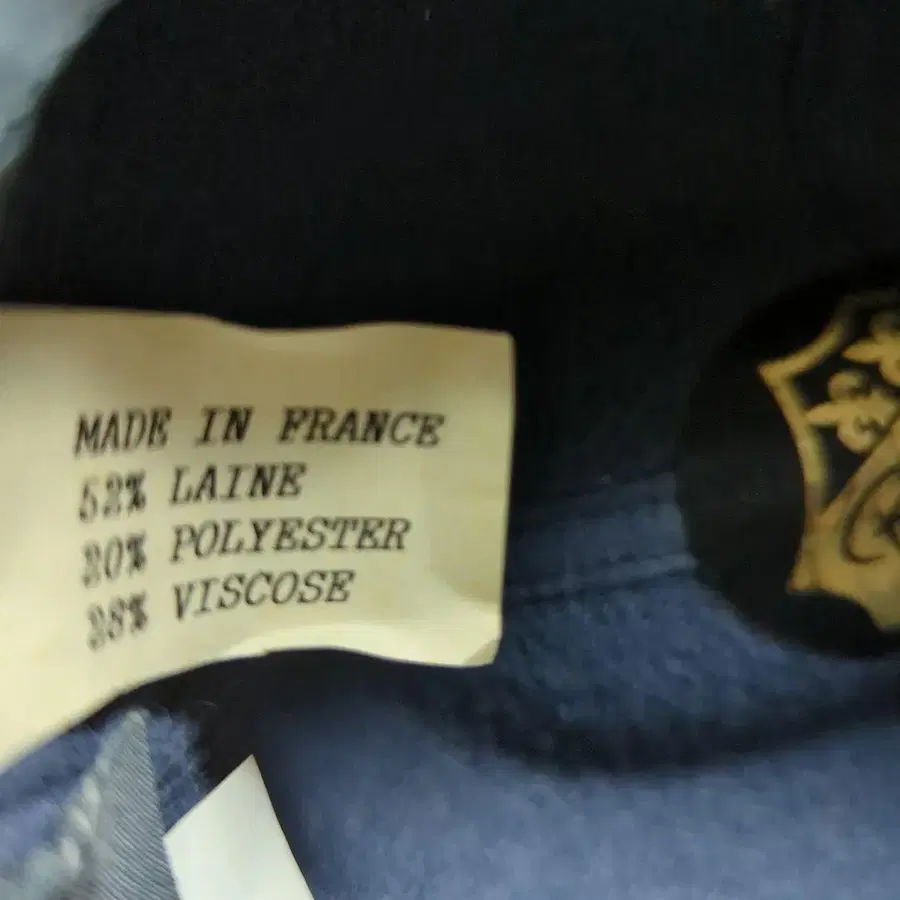 MADE IN FRANCE
52% LAINE
20% POLYESTER
28% VISCOSE